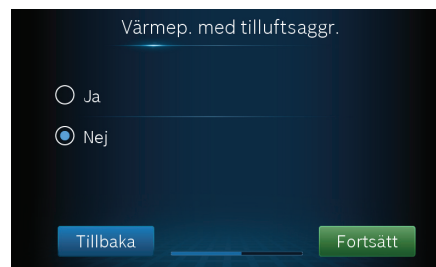 Värmep. med tilluftsaggr.
Ja
Nej
Tillbaka
Fortsätt